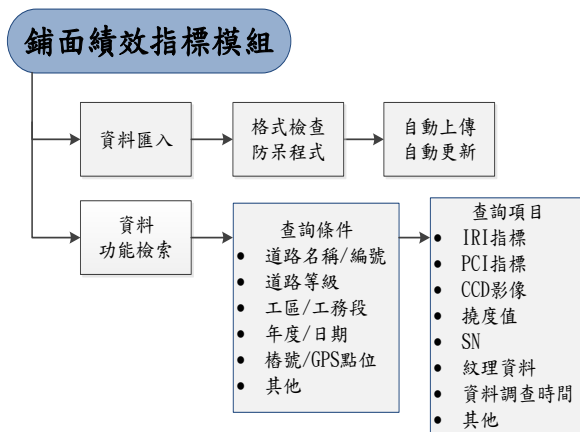 鋪面績效指標模組
資料匯入
格式檢查
防呆程式
自動上傳
自動更新
資料
功能檢索
查詢條件
• 道路名稱/編號
• 道路等級
• 工區/工務段
• 年度/日期
• 樁號/GPS點位
• 其他
查詢項目
• IRI指標
• PCI指標
• CCD影像
• 撓度值
• SN
• 紋理資料
• 資料調查時間
• 其他